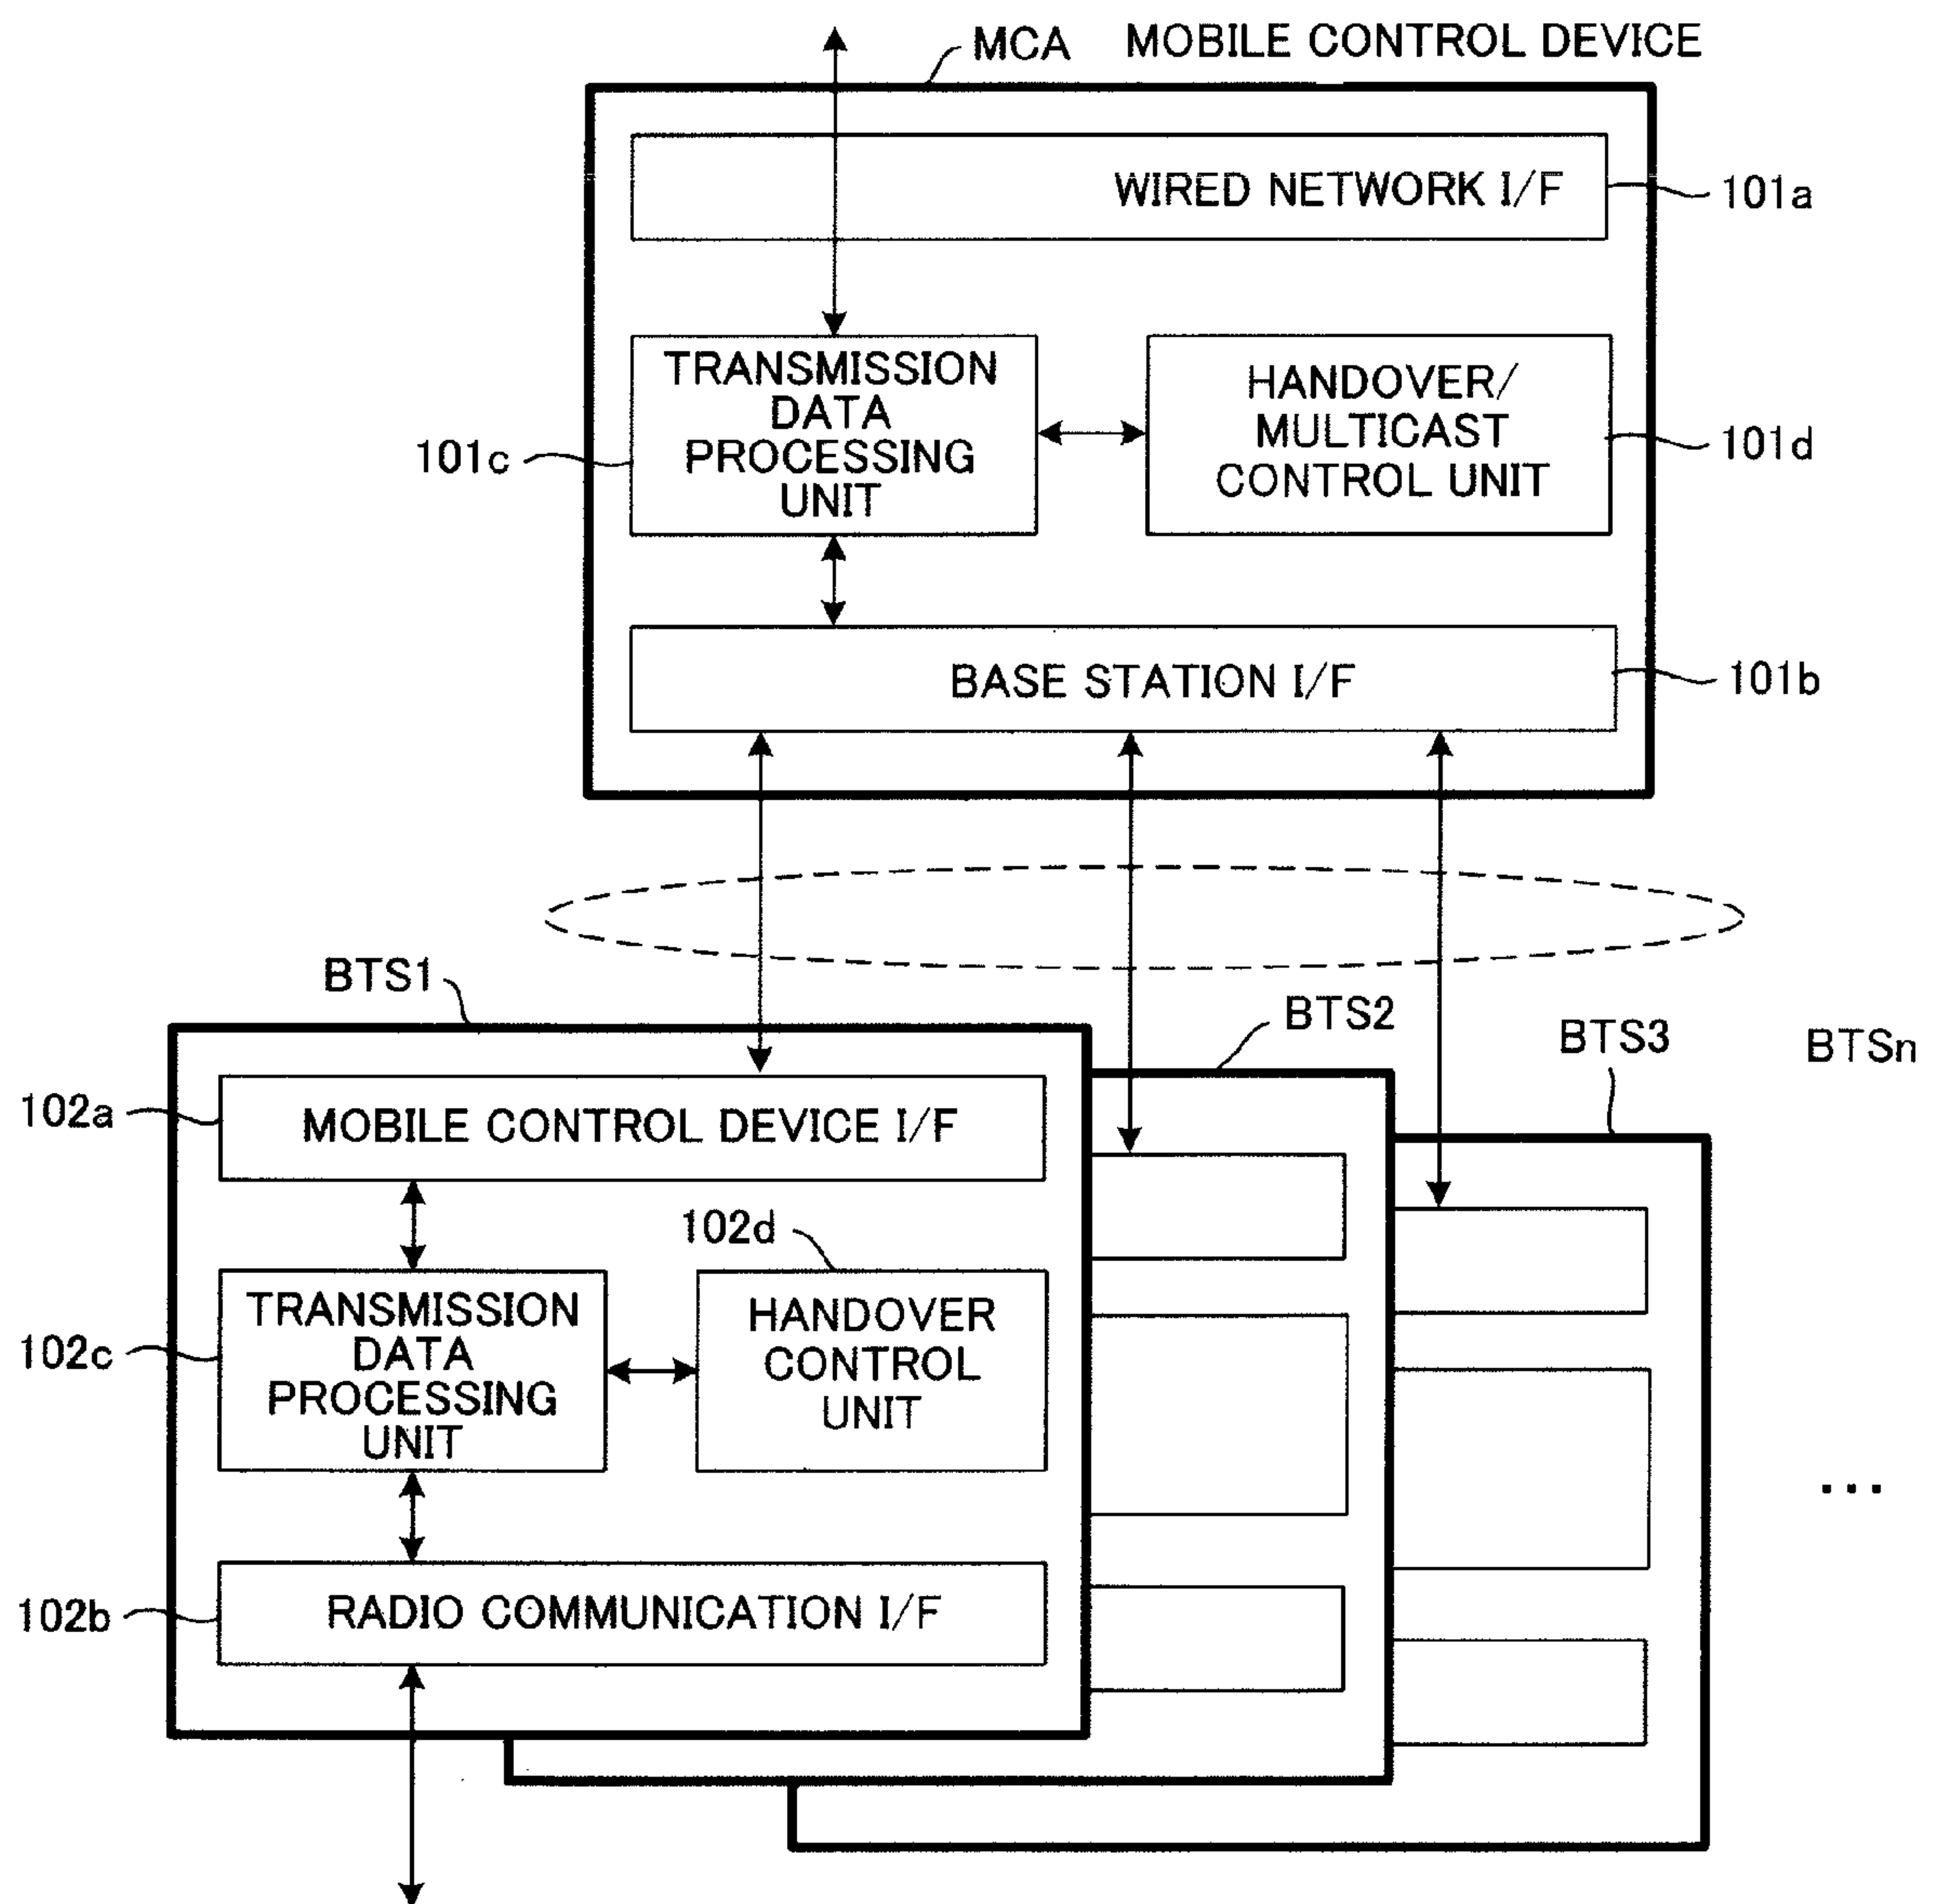 MCA MOBILE CONTROL DEVICE
WIRED NETWORK I/F
101a
TRANSMISSION
DATA
PROCESSING
UNIT
101c
HANDOVER/
MULTICAST
CONTROL UNIT
101d
BASE STATION I/F
101b
BTS1
BTS2
BTS3
BTSn
102a
MOBILE CONTROL DEVICE I/F
102d
TRANSMISSION
DATA
PROCESSING
UNIT
102c
HANDOVER
CONTROL
UNIT
...
102b
RADIO COMMUNICATION I/F